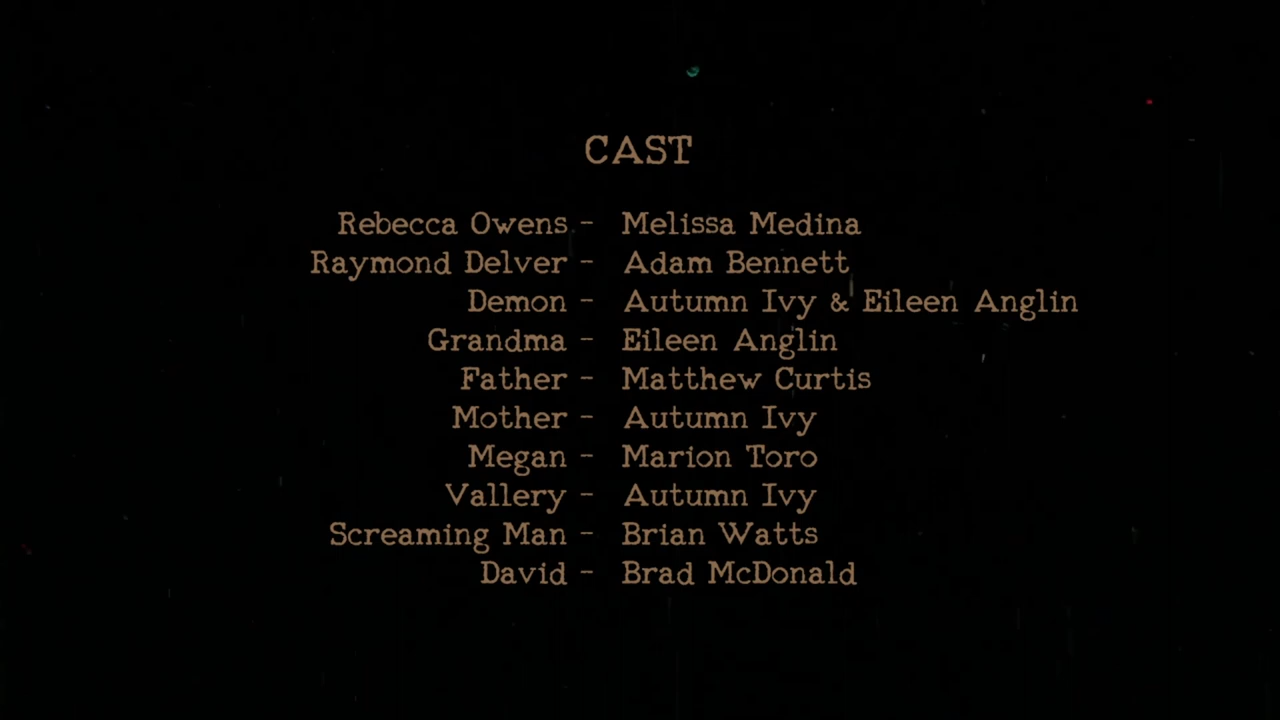 CAST
Rebecca Owens - Melissa Medina
Raymond Delver - Adam Bennett
Demon - Autumn Ivy & Eileen Anglin
Grandma - Eileen Anglin
Father - Matthew Curtis
Mother - Autumn Ivy
Megan - Marion Toro
Vallery - Autumn Ivy
Screaming Man - Brian Watts
David - Brad McDonald